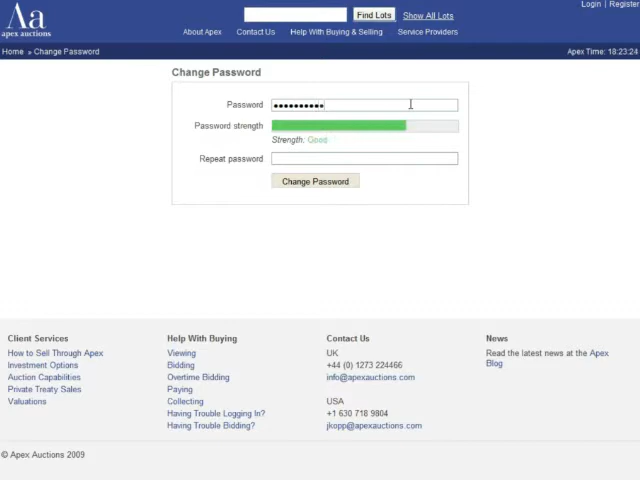 Login | Register
Aa
apex auctions
Find Lots
Show All Lots
About Apex
Contact Us
Help With Buying & Selling
Service Providers
Home » Change Password
Apex Time: 18:23:24
Change Password
Password
••••••••••
Password strength
Strength: Good
Repeat password
Change Password
Client Services
How to Sell Through Apex
Investment Options
Auction Capabilities
Private Treaty Sales
Valuations
Help With Buying
Viewing
Bidding
Overtime Bidding
Paying
Collecting
Having Trouble Logging In?
Having Trouble Bidding?
Contact Us
UK
+44 (0) 1273 224466
info@apexauctions.com
USA
+1 630 718 9804
jkopp@apexauctions.com
News
Read the latest news at the Apex
Blog
© Apex Auctions 2009